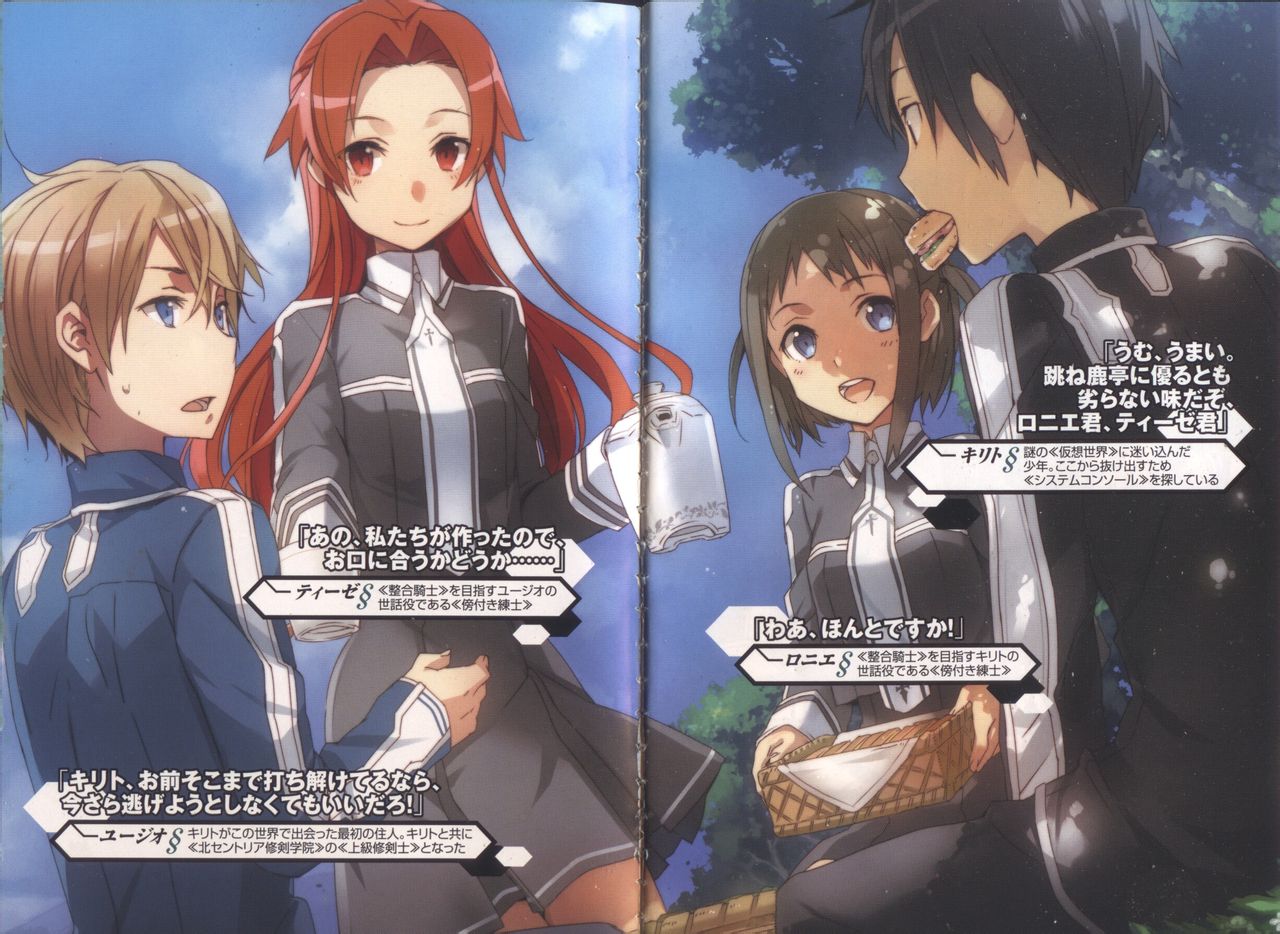 『うむ、うまい。
跳ね鹿亭に優るとも
劣らない味だぞ、
ロニエ君、ティーゼ君』
キリト§
謎の≪仮想世界≫に迷い込んだ
少年。ここから抜け出すため
≪システムコンソール≫を探している
『わあ、ほんとですか!』
ロニエ§
≪整合騎士≫を目指すキリトの
世話役である≪傍付き練士≫
『あの、私たちが作ったので、
お口に合うかどうか……』
ティーゼ§
≪整合騎士≫を目指すユージオの
世話役である≪傍付き練士≫
『キリト、お前そこまで打ち解けてるなら、
今さら逃げようとしなくてもいいだろ!』
ユージオ§
キリトがこの世界で出会った最初の住人。キリトと共に
≪北セントリア修剣学院≫の≪上級修剣士≫となった